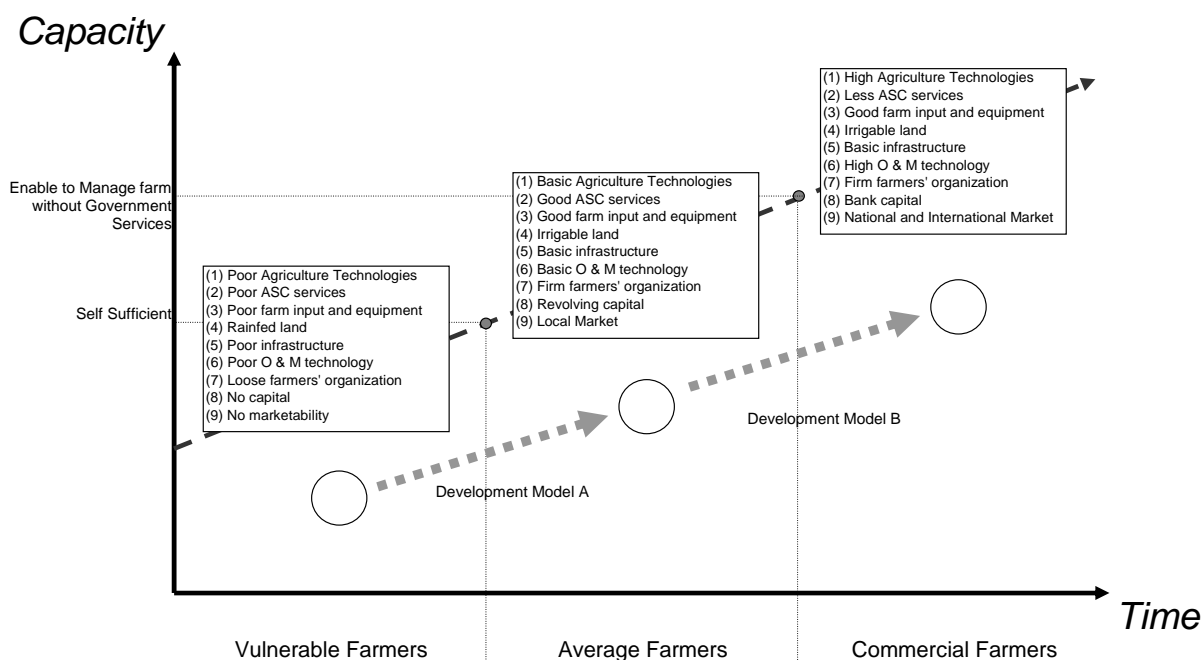 Capacity
(1) High Agriculture Technologies
(2) Less ASC services
(3) Good farm input and equipment
(4) Irrigable land
(5) Basic infrastructure
(6) High O & M technology
(7) Firm farmers' organization
(8) Bank capital
(9) National and International Market
Enable to Manage farm
without Government
Services
(1) Basic Agriculture Technologies
(2) Good ASC services
(3) Good farm input and equipment
(4) Irrigable land
(5) Basic infrastructure
(6) Basic O & M technology
(7) Firm farmers' organization
(8) Revolving capital
(9) Local Market
Self Sufficient
(1) Poor Agriculture Technologies
(2) Poor ASC services
(3) Poor farm input and equipment
(4) Rainfed land
(5) Poor infrastructure
(6) Poor O & M technology
(7) Loose farmers' organization
(8) No capital
(9) No marketability
Development Model B
Development Model A
Time
Vulnerable Farmers
Average Farmers
Commercial Farmers